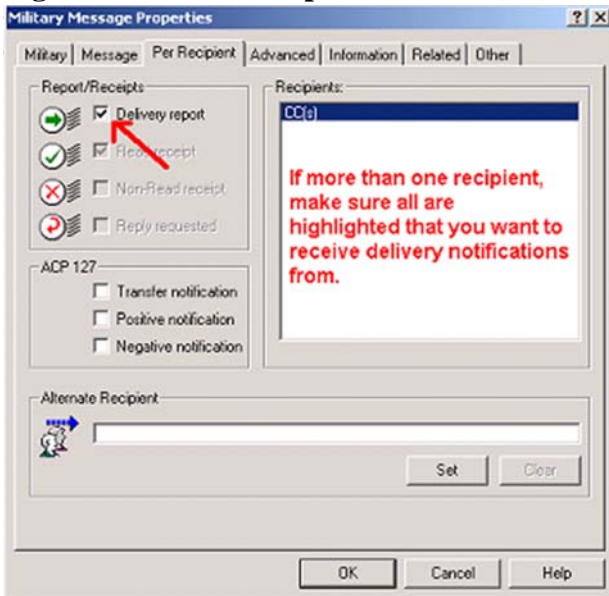 Military Message Properties
? X
Military Message Per Recipient Advanced Information Related Other
Report/Receipts
Delivery report
Read receipt
Non-Read receipt
Reply requested
ACP 127
Transfer notification
Positive notification
Negative notification
Recipients:
CC(s)
If more than one recipient,
make sure all are
highlighted that you want to
receive delivery notifications
from.
Alternate Recipient
Set Clear
OK Cancel Help